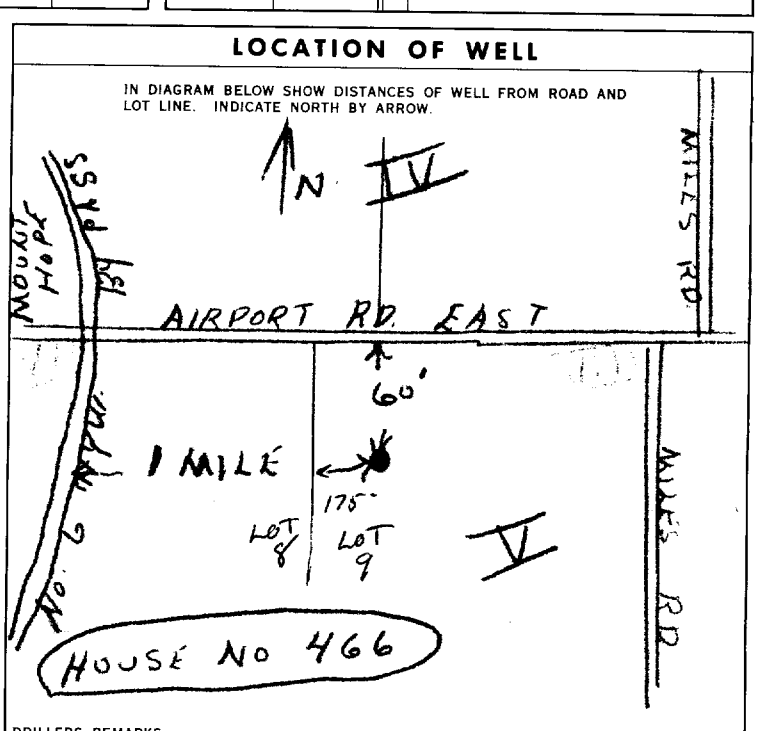 LOCATION OF WELL
IN DIAGRAM BELOW SHOW DISTANCES OF WELL FROM ROAD AND
LOT LINE. INDICATE NORTH BY ARROW.
N
IV
MILES RD.
MOUNT
HOPE
AIRPORT RD. EAST
60'
1 MILE
175'
LOT
8
LOT
9
V
MILES RD
No. 6
HOUSE NO 466
DRILLERS REMARKS